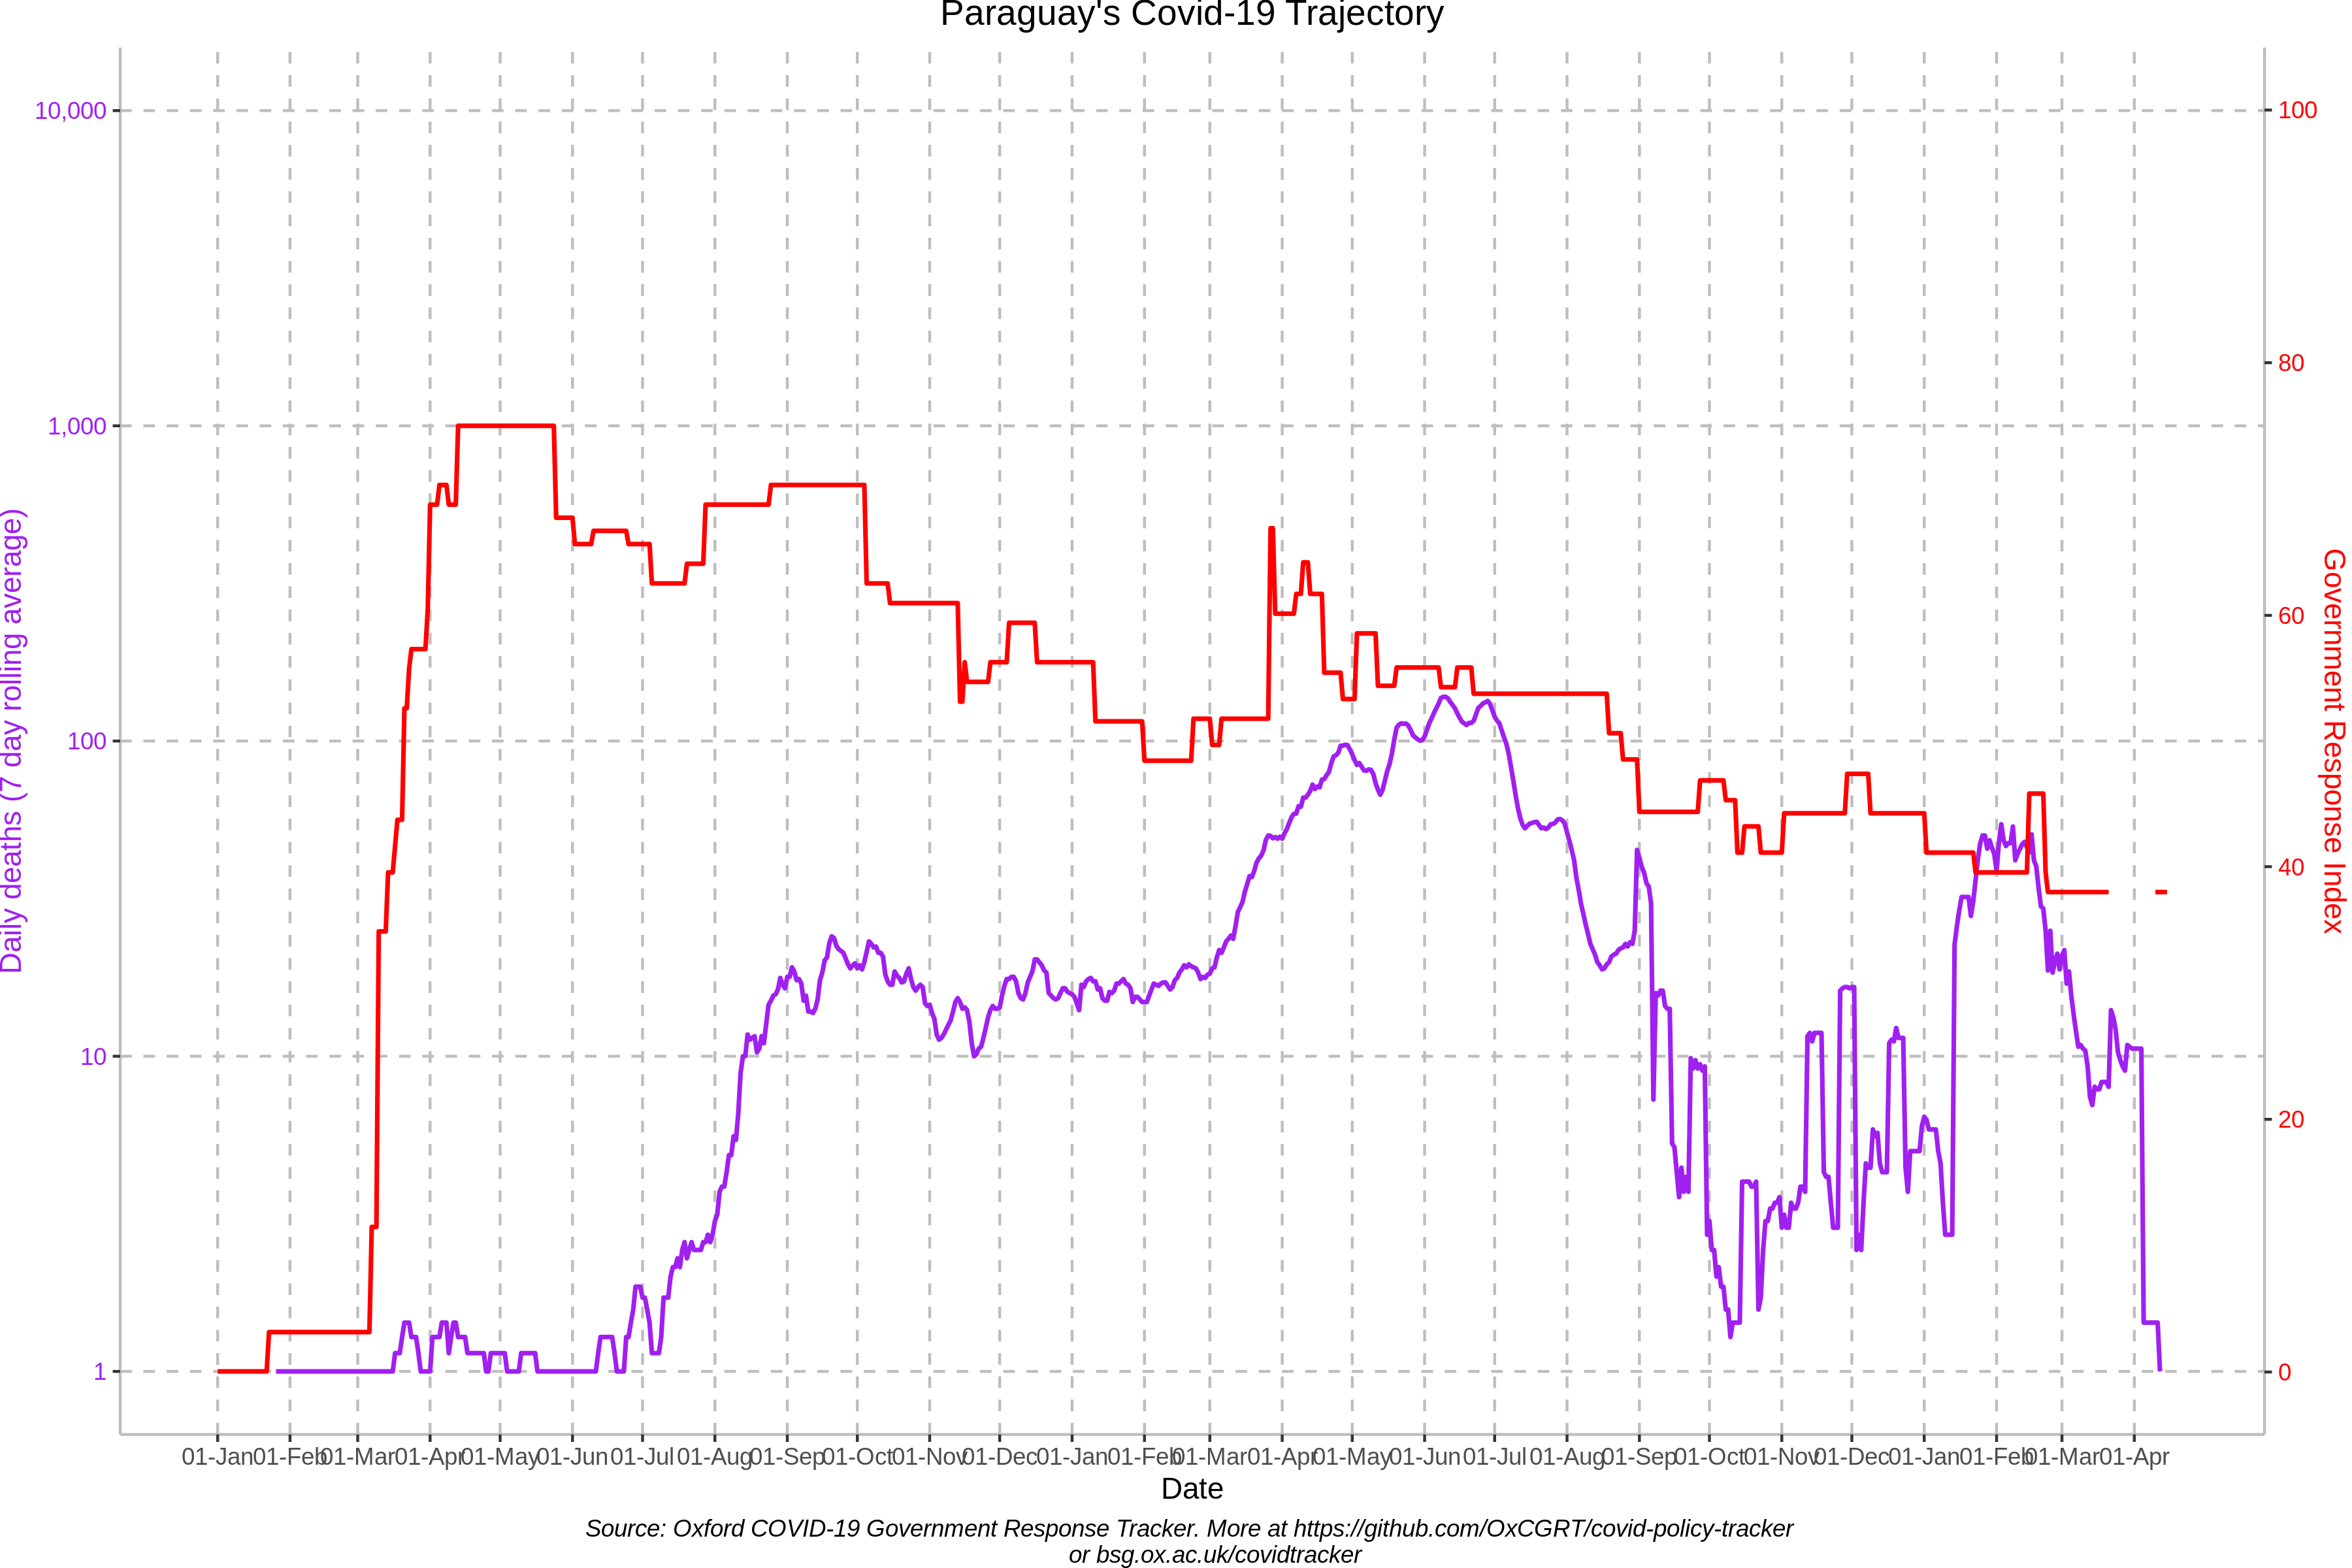 Paraguay's Covid-19 Trajectory
10,000
1,000
100
10
1
Daily deaths (7 day rolling average)
100
80
60
40
20
0
Government Response Index
01-Jan 01-Feb 01-Mar 01-Apr 01-May 01-Jun 01-Jul 01-Aug 01-Sep 01-Oct 01-Nov 01-Dec 01-Jan 01-Feb 01-Mar 01-Apr 01-May 01-Jun 01-Jul 01-Aug 01-Sep 01-Oct 01-Nov 01-Dec 01-Jan 01-Feb 01-Mar 01-Apr
Date
Source: Oxford COVID-19 Government Response Tracker. More at https://github.com/OxCGRT/covid-policy-tracker
or bsg.ox.ac.uk/covidtracker